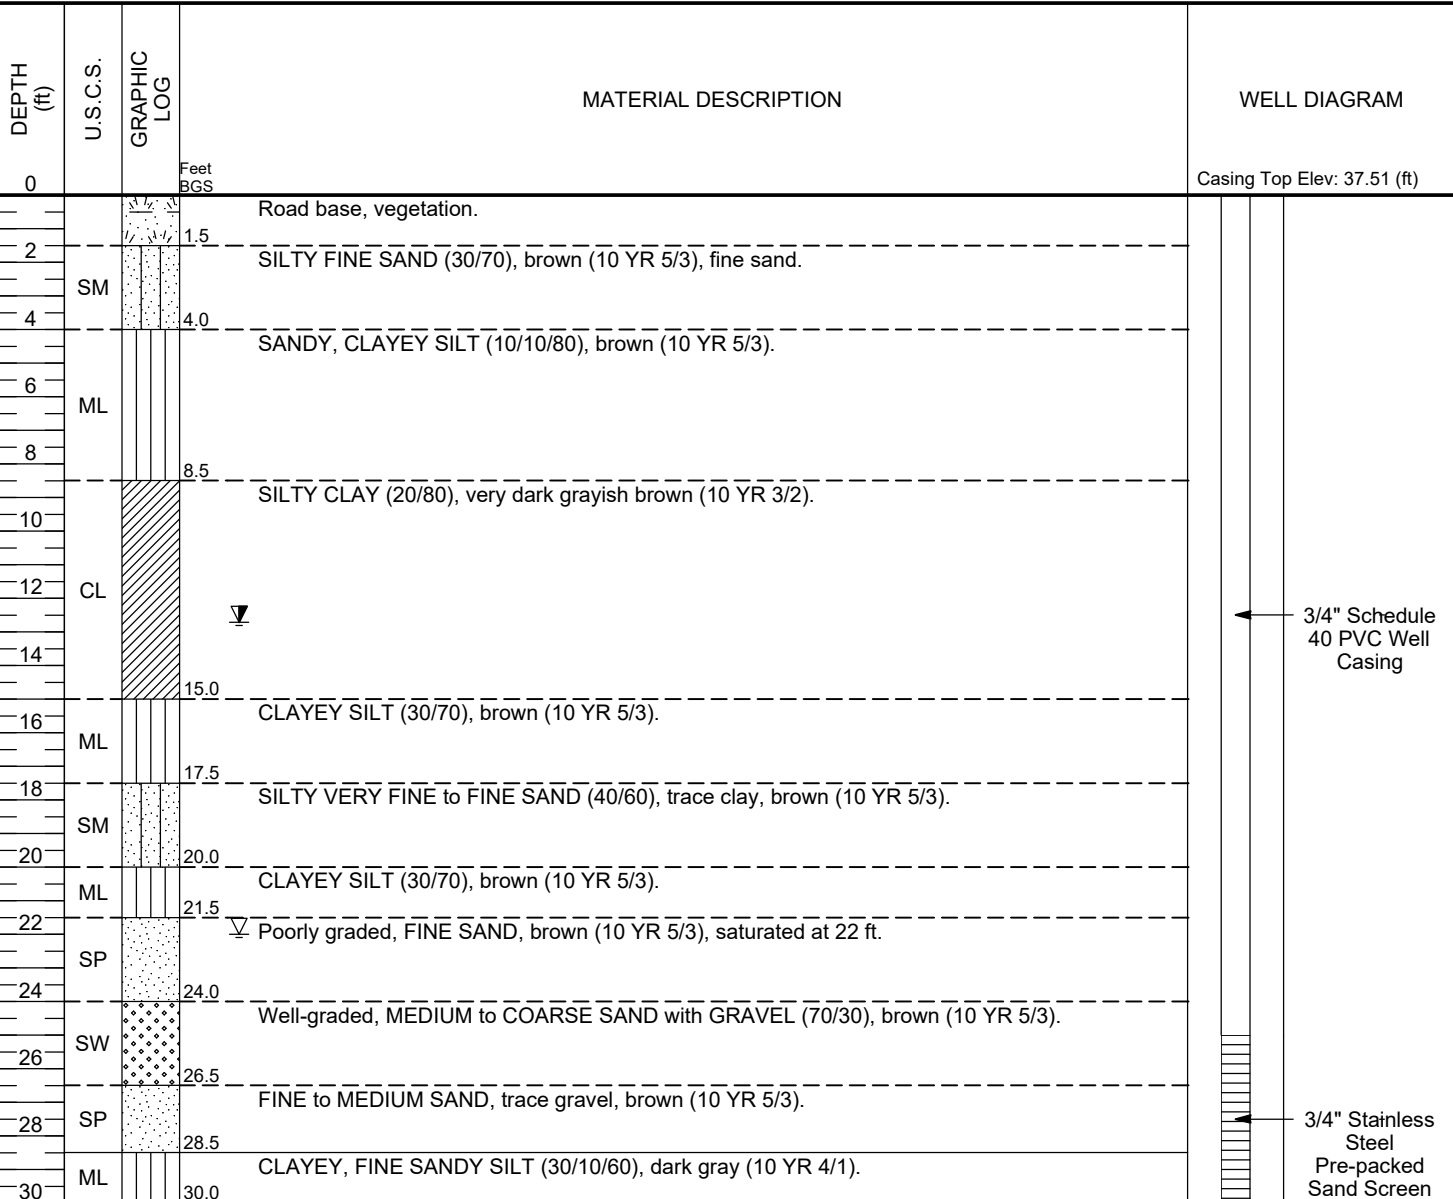 DEPTH
(ft)
U.S.C.S.
GRAPHIC
LOG
MATERIAL DESCRIPTION
WELL DIAGRAM
0
Feet
BGS
Casing Top Elev: 37.51 (ft)
Road base, vegetation.
1.5
2
SILTY FINE SAND (30/70), brown (10 YR 5/3), fine sand.
SM
4
4.0
SANDY, CLAYEY SILT (10/10/80), brown (10 YR 5/3).
6
ML
8
8.5
SILTY CLAY (20/80), very dark grayish brown (10 YR 3/2).
10
12
CL
3/4" Schedule
40 PVC Well
Casing
14
15.0
CLAYEY SILT (30/70), brown (10 YR 5/3).
16
ML
17.5
18
SILTY VERY FINE to FINE SAND (40/60), trace clay, brown (10 YR 5/3).
SM
20
20.0
CLAYEY SILT (30/70), brown (10 YR 5/3).
ML
21.5
22
Poorly graded, FINE SAND, brown (10 YR 5/3), saturated at 22 ft.
SP
24
24.0
Well-graded, MEDIUM to COARSE SAND with GRAVEL (70/30), brown (10 YR 5/3).
SW
26
26.5
FINE to MEDIUM SAND, trace gravel, brown (10 YR 5/3).
SP
28
3/4" Stainless
Steel
Pre-packed
Sand Screen
28.5
CLAYEY, FINE SANDY SILT (30/10/60), dark gray (10 YR 4/1).
ML
30
30.0